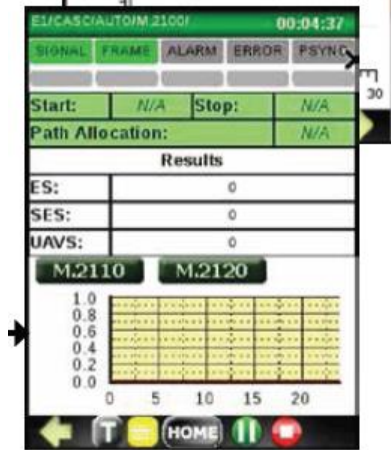 E1/CASC/AUTO/M.2100/ 00:04:37
SIGNAL FRAME ALARM ERROR PSYNC
30
Start: N/A Stop: N/A
Path Allocation: N/A
Results
ES: 0
SES: 0
UAVS: 0
M.2110 M.2120
1.0
0.8
0.6
0.4
0.2
0.0
0 5 10 15 20
T HOME